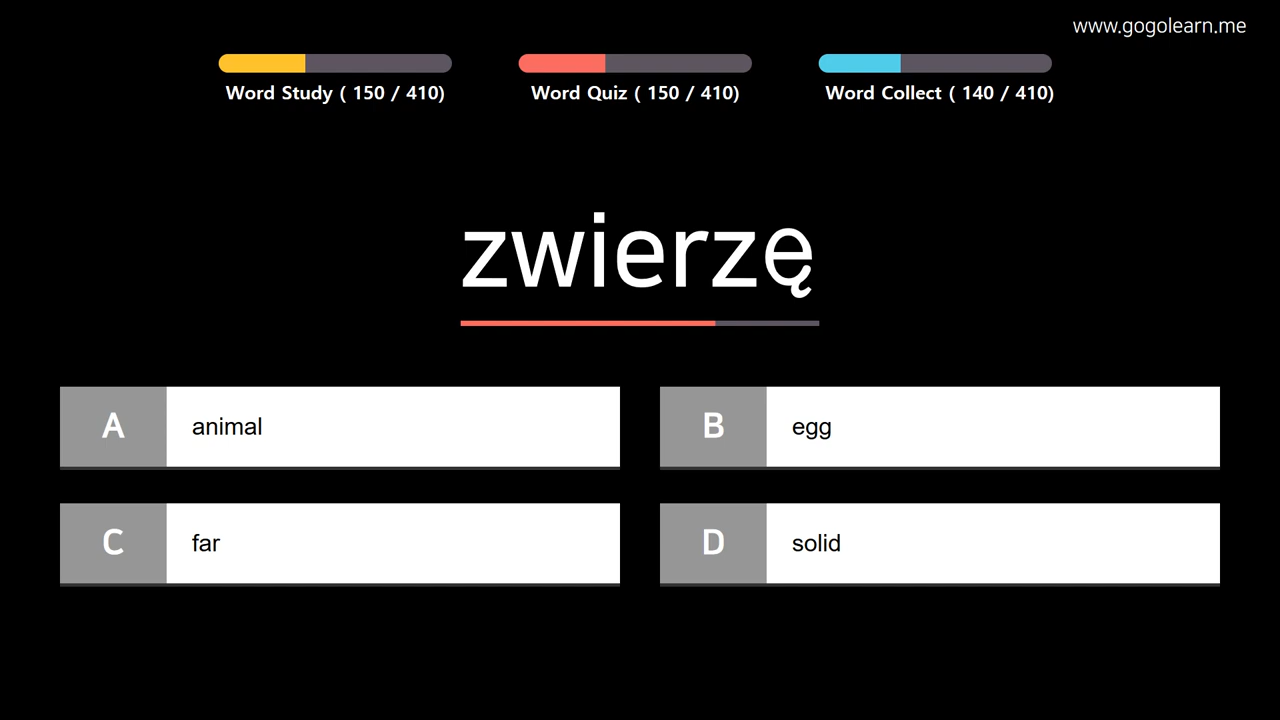 www.gogolearn.me
Word Study ( 150 / 410)
Word Quiz ( 150 / 410)
Word Collect ( 140 / 410)
zwierzę
A animal
B egg
C far
D solid